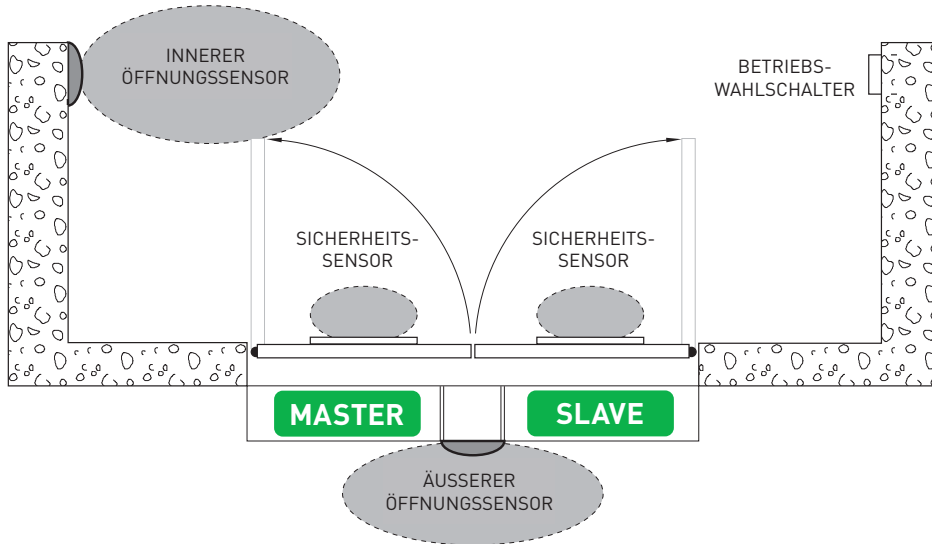 INNERER
ÖFFNUNGSSENSOR
BETRIEBS-
WAHLSCHALTER
SICHERHEITS-
SENSOR
SICHERHEITS-
SENSOR
MASTER
SLAVE
ÄUSSERER
ÖFFNUNGSSENSOR